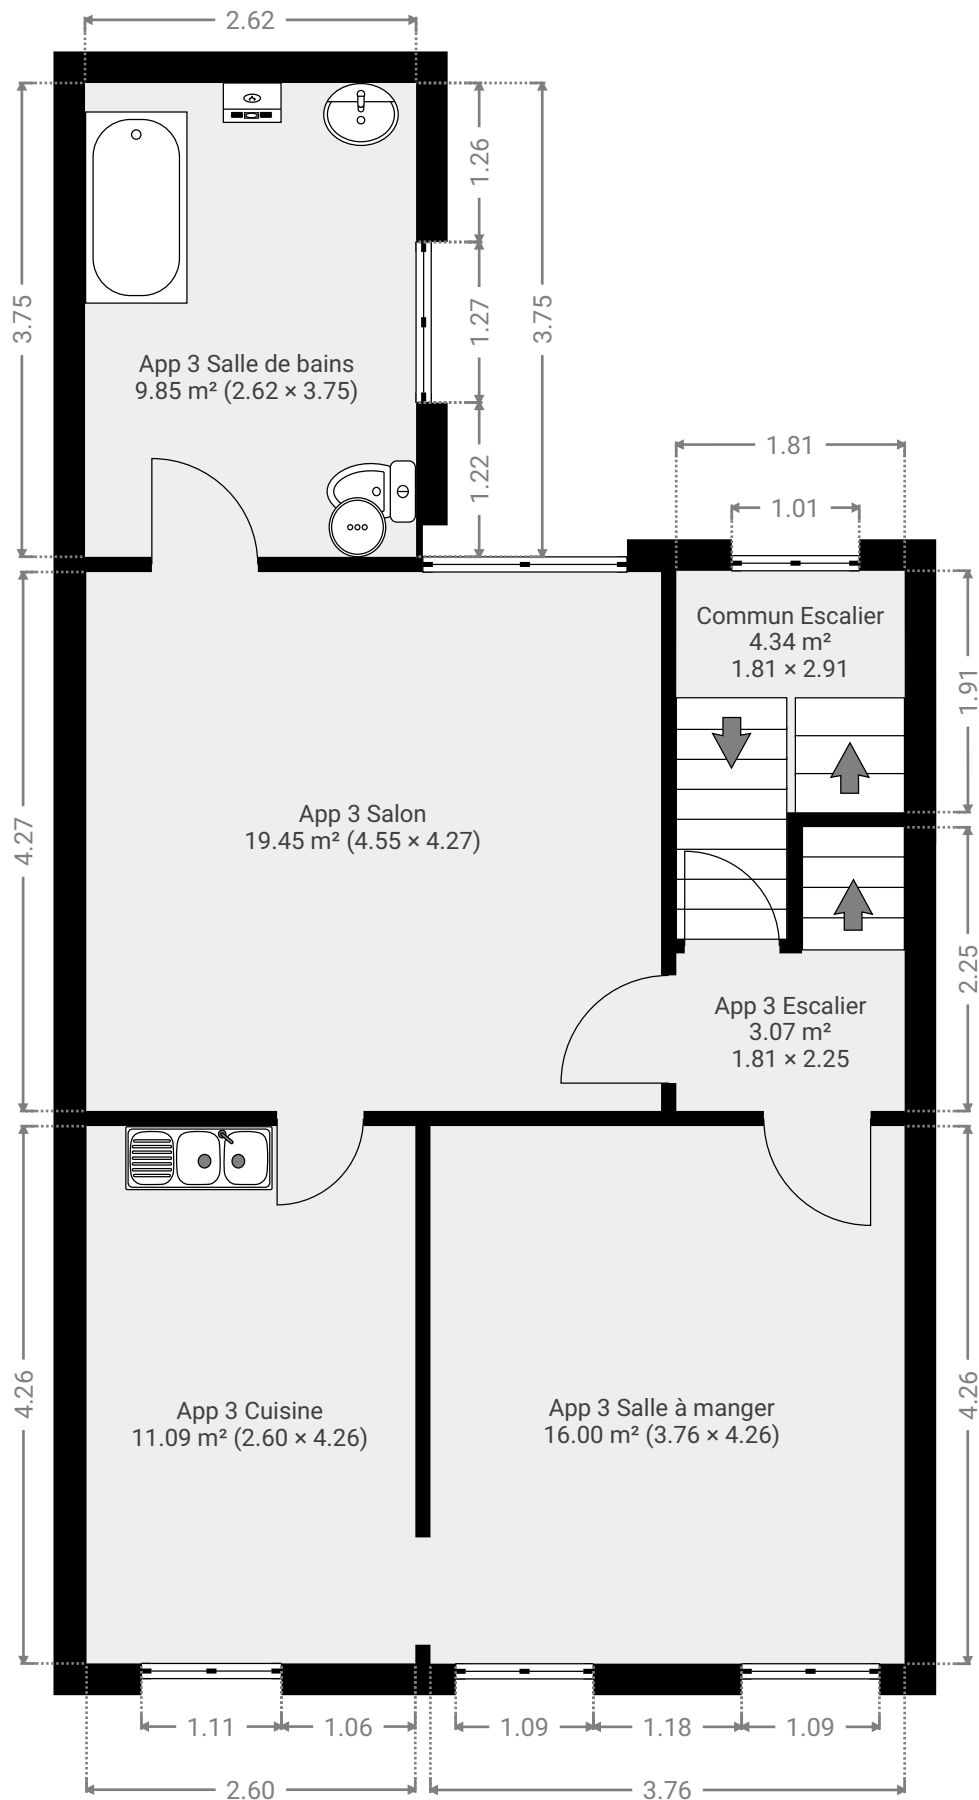 2.62
3.75
1.26
1.27
1.22
3.75
App 3 Salle de bains
9.85 m² (2.62 × 3.75)
1.81
1.01
Commun Escalier
4.34 m²
1.81 × 2.91
1.91
App 3 Salon
19.45 m² (4.55 × 4.27)
4.27
2.25
App 3 Escalier
3.07 m²
1.81 × 2.25
App 3 Cuisine
11.09 m² (2.60 × 4.26)
App 3 Salle à manger
16.00 m² (3.76 × 4.26)
4.26
4.26
1.11
1.06
1.09
1.18
1.09
2.60
3.76